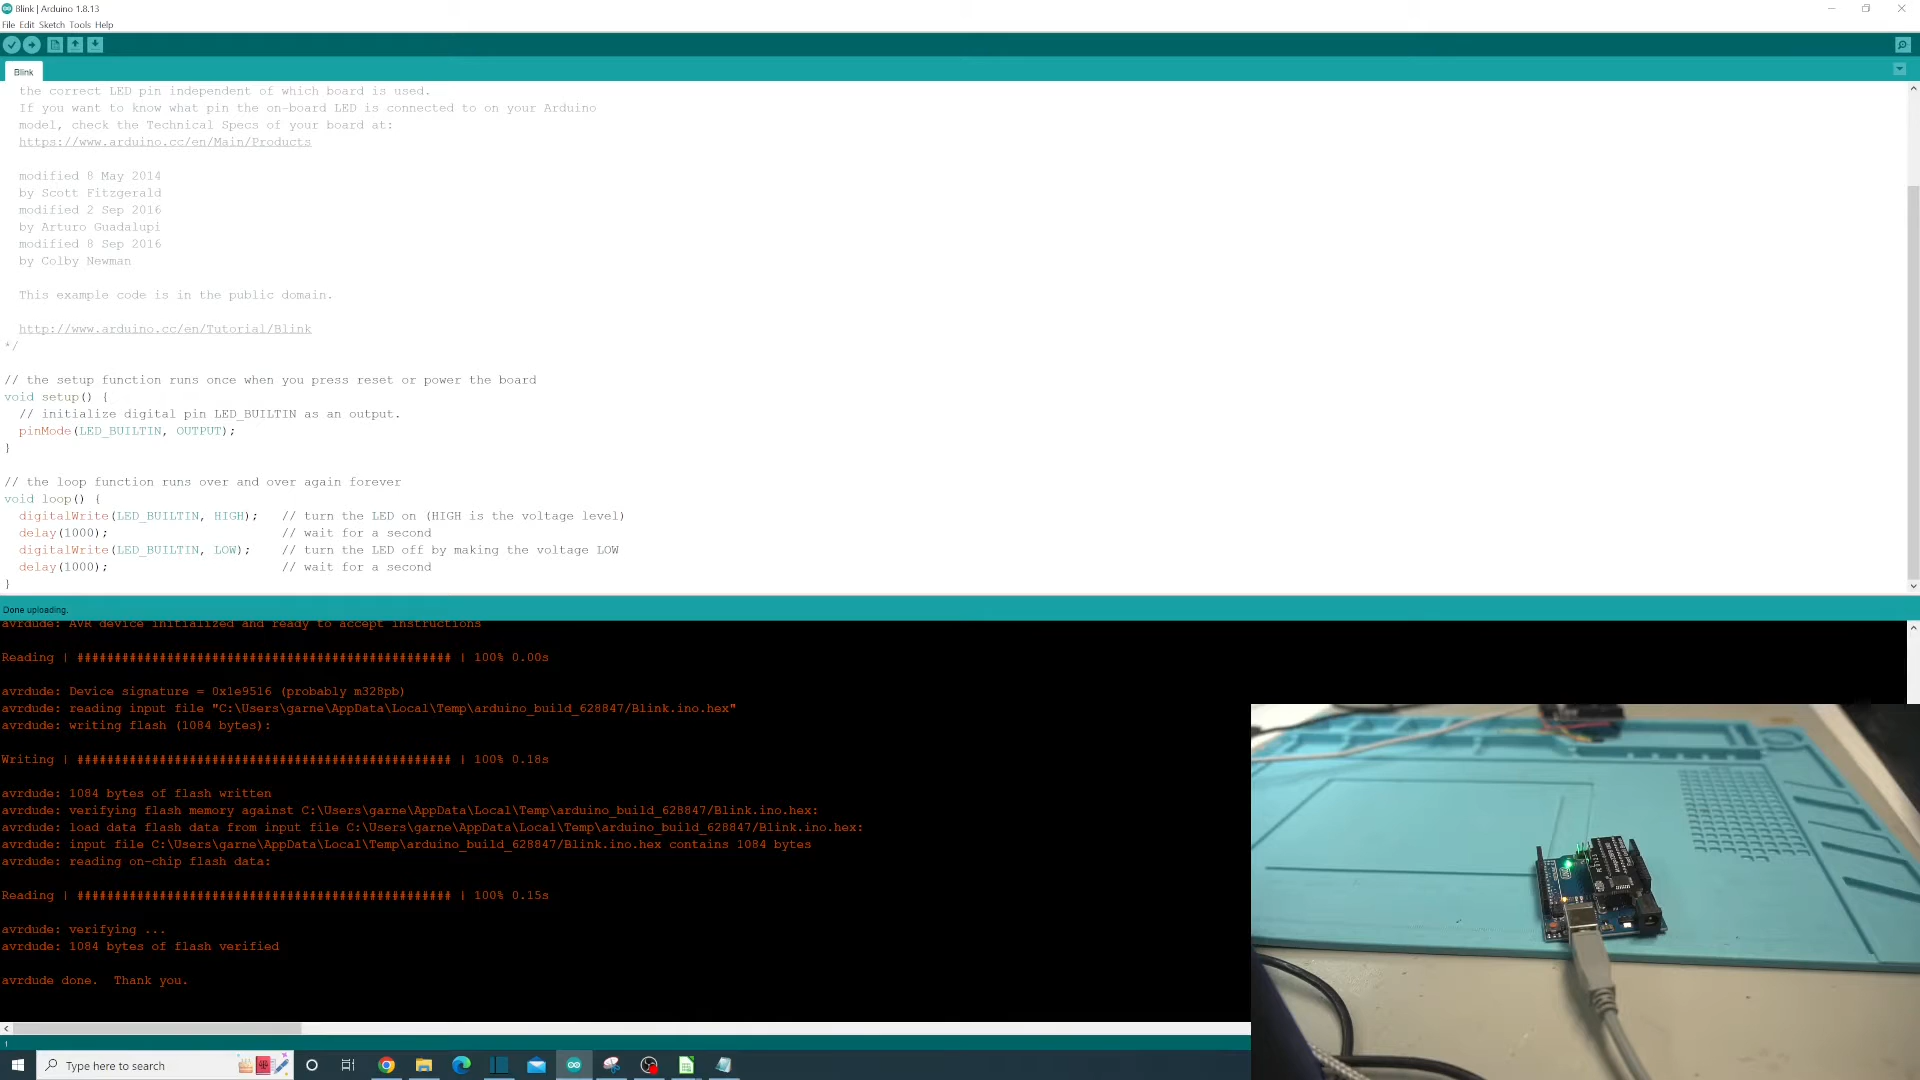 Blink | Arduino 1.8.13
File Edit Sketch Tools Help
Blink
the correct LED pin independent of which board is used.
If you want to know what pin the on-board LED is connected to on your Arduino
model, check the Technical Specs of your board at:
https://www.arduino.cc/en/Main/Products
modified 8 May 2014
by Scott Fitzgerald
modified 2 Sep 2016
by Arturo Guadalupi
modified 8 Sep 2016
by Colby Newman
This example code is in the public domain.
http://www.arduino.cc/en/Tutorial/Blink
*/
// the setup function runs once when you press reset or power the board
void setup() {
// initialize digital pin LED_BUILTIN as an output.
pinMode(LED_BUILTIN, OUTPUT);
}
// the loop function runs over and over again forever
void loop() {
digitalWrite(LED_BUILTIN, HIGH);   // turn the LED on (HIGH is the voltage level)
delay(1000);                       // wait for a second
digitalWrite(LED_BUILTIN, LOW);    // turn the LED off by making the voltage LOW
delay(1000);                       // wait for a second
}
Done uploading.
avrdude: AVR device initialized and ready to accept instructions
Reading | ################################################## | 100% 0.00s
avrdude: Device signature = 0x1e9516 (probably m328pb)
avrdude: reading input file "C:\Users\garne\AppData\Local\Temp\arduino_build_628847/Blink.ino.hex"
avrdude: writing flash (1084 bytes):
Writing | ################################################## | 100% 0.18s
avrdude: 1084 bytes of flash written
avrdude: verifying flash memory against C:\Users\garne\AppData\Local\Temp\arduino_build_628847/Blink.ino.hex:
avrdude: load data flash data from input file C:\Users\garne\AppData\Local\Temp\arduino_build_628847/Blink.ino.hex:
avrdude: input file C:\Users\garne\AppData\Local\Temp\arduino_build_628847/Blink.ino.hex contains 1084 bytes
avrdude: reading on-chip flash data:
Reading | ################################################## | 100% 0.15s
avrdude: verifying ...
avrdude: 1084 bytes of flash verified
avrdude done.  Thank you.
1
Type here to search